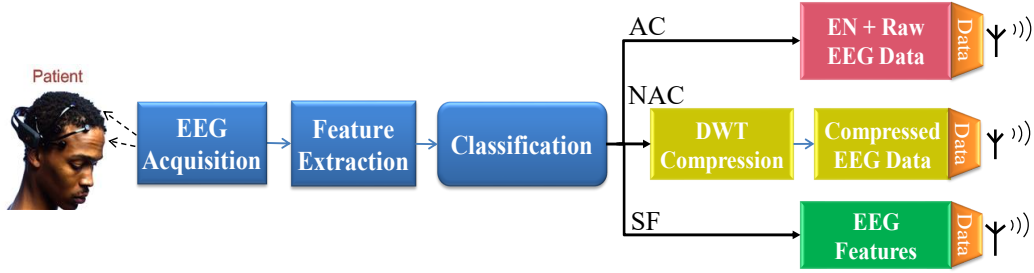 Patient
EEG
Acquisition
Feature
Extraction
Classification
AC
EN + Raw
EEG Data
Data
NAC
DWT
Compression
Compressed
EEG Data
Data
SF
EEG
Features
Data